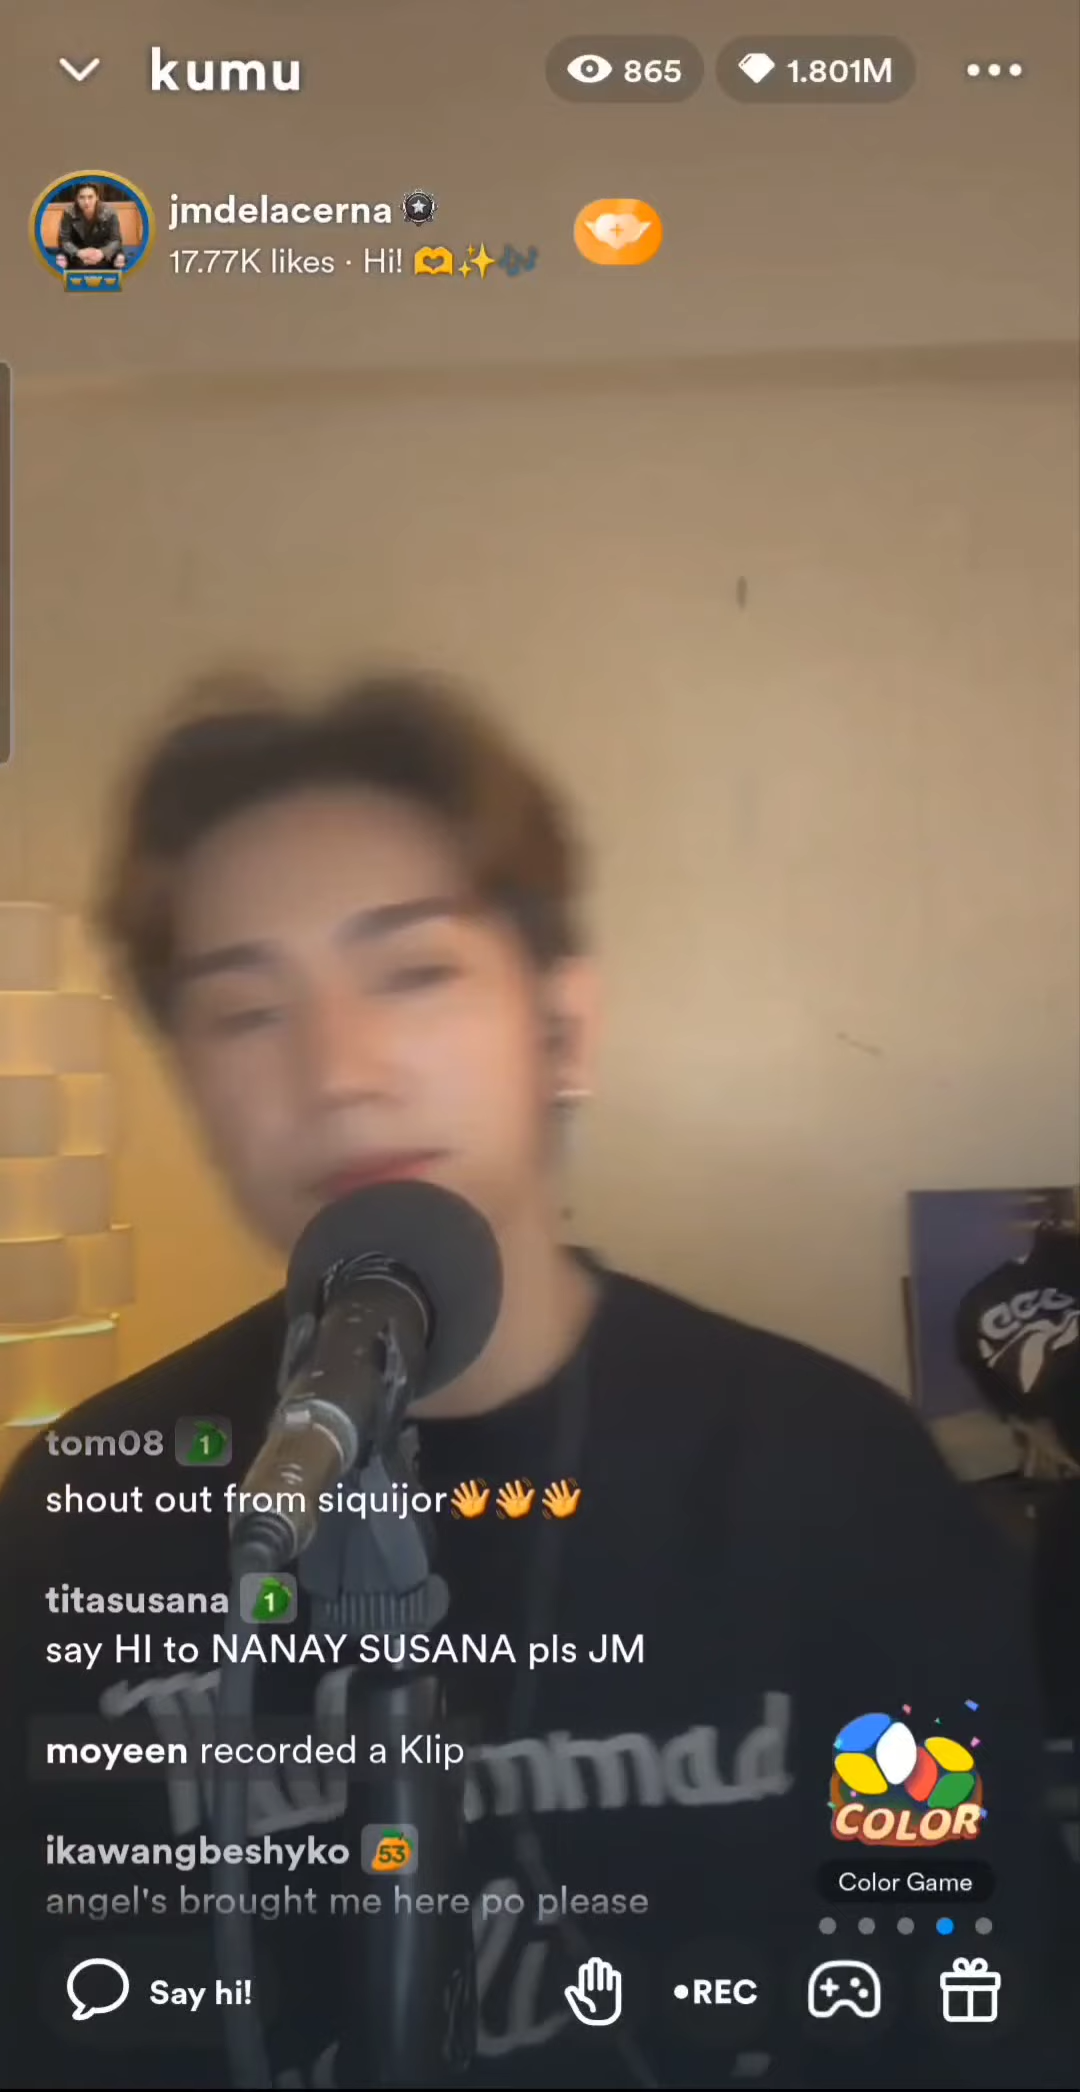 kumu
865
1.801M
jmdelacerna
17.77K likes · Hi! 🫶✨🎶
tom08 1
shout out from siquijor👋👋👋
titasusana 1
say HI to NANAY SUSANA pls JM
moyeen recorded a Klip
ikawangbeshyko 53
angel's brought me here po please
COLOR
Color Game
Say hi!
•REC